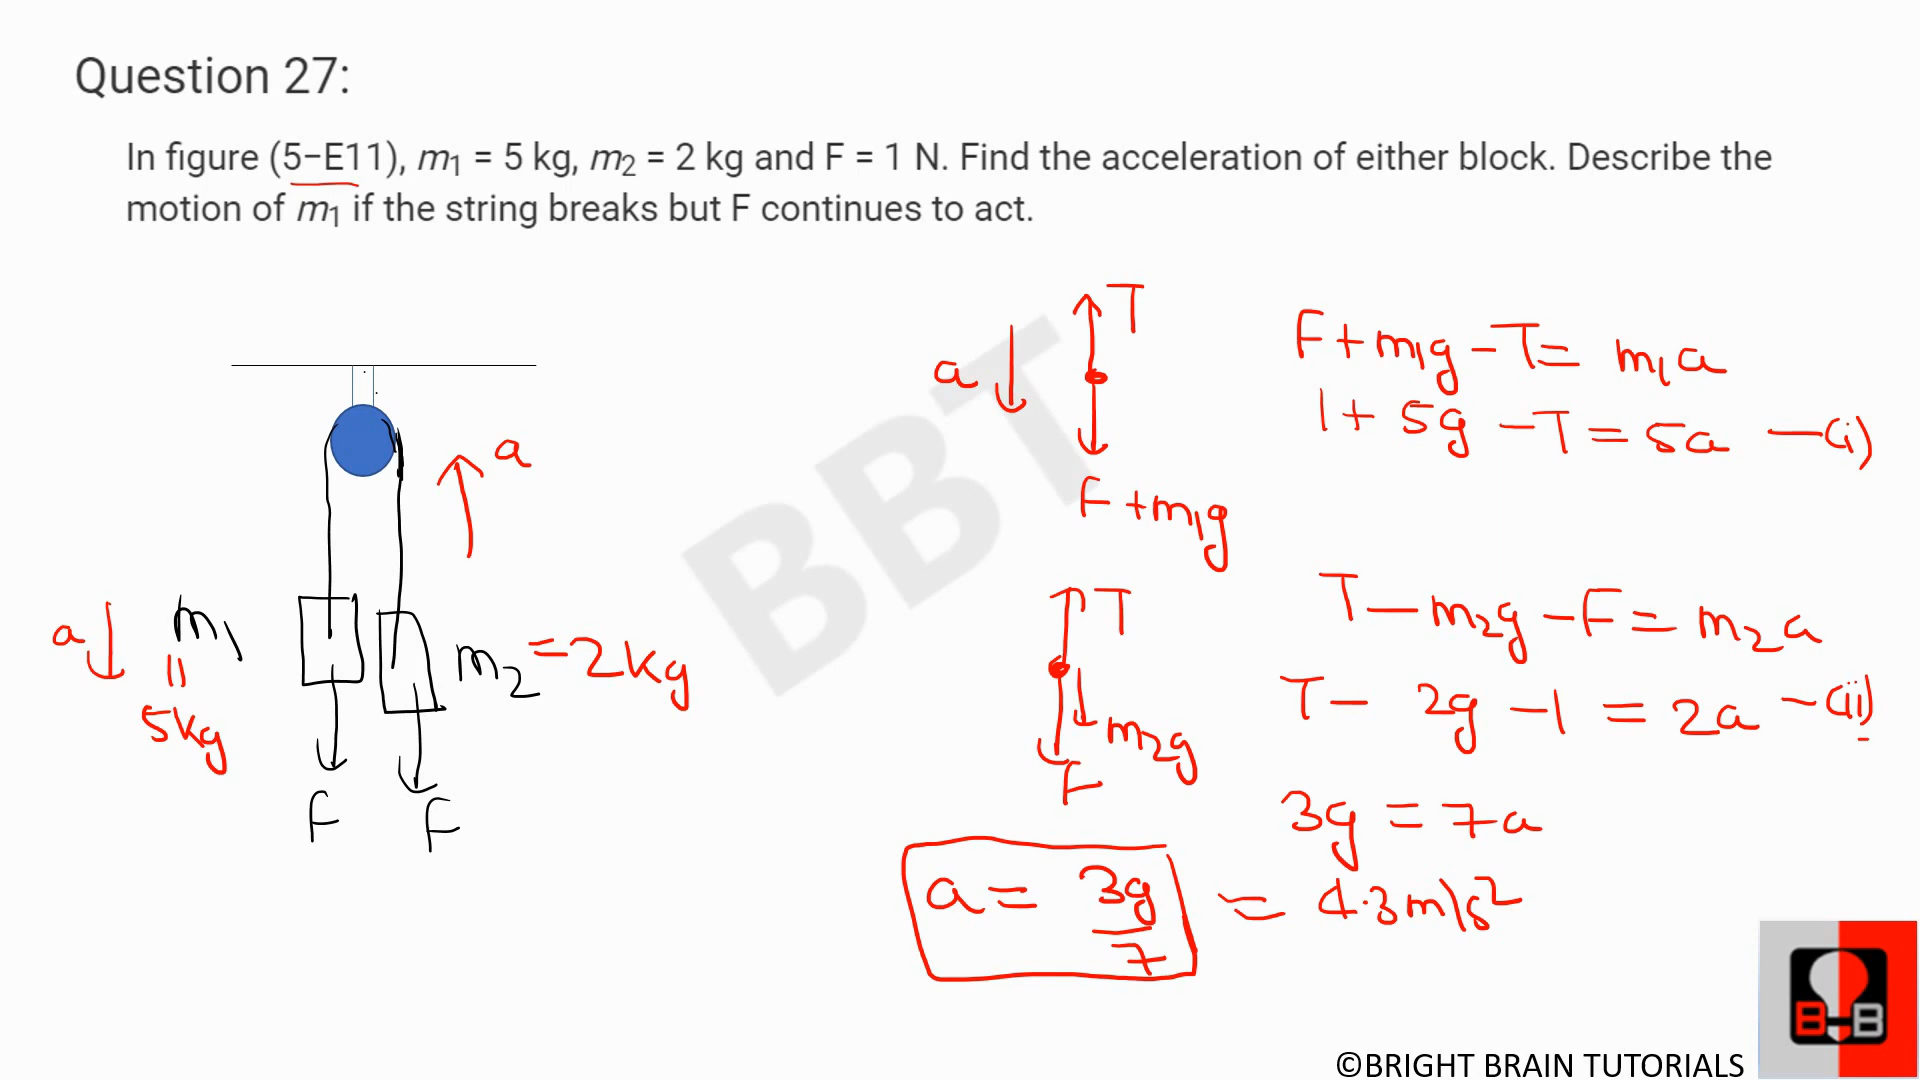 Question 27:
In figure (5−E11), m₁ = 5 kg, m₂ = 2 kg and F = 1 N. Find the acceleration of either block. Describe the
motion of m₁ if the string breaks but F continues to act.
BBT
a
a
m₁
॥
5kg
m₂ = 2kg
F
F
a
T
F + m₁g
F + m₁g − T = m₁a
1 + 5g − T = 5a —(i)
T
m₂g
F
T − m₂g − F = m₂a
T − 2g − 1 = 2a —(ii)
3g = 7a
a = 3g/7 = 4.3 m/s²
B B
©BRIGHT BRAIN TUTORIALS